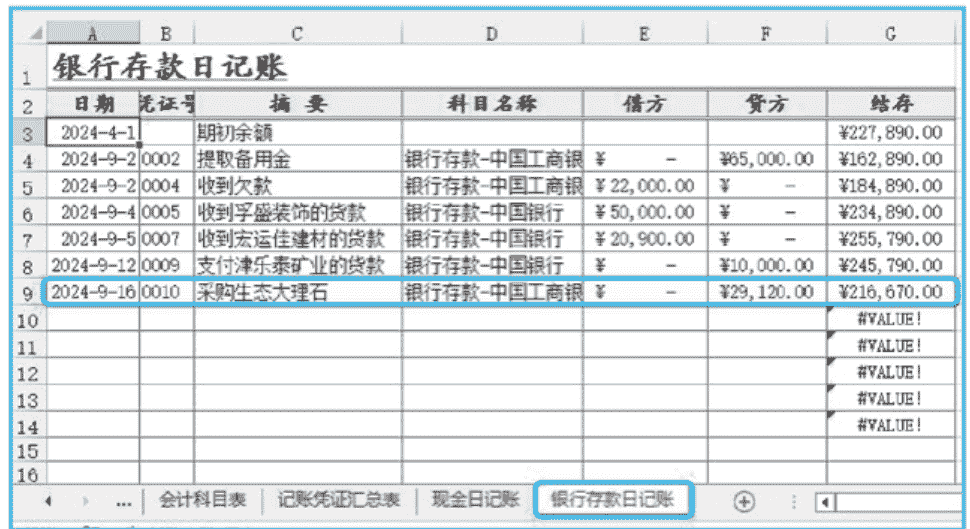 A B C D E F G
1 银行存款日记账
2 日期 凭证号 摘 要 科目名称 借方 贷方 结存
3 2024-4-1 期初余额 ¥227,890.00
4 2024-9-2 0002 提取备用金 银行存款-中国工商银 ¥ - ¥65,000.00 ¥162,890.00
5 2024-9-2 0004 收到欠款 银行存款-中国工商银 ¥22,000.00 ¥ - ¥184,890.00
6 2024-9-4 0005 收到孚盛装饰的货款 银行存款-中国银行 ¥50,000.00 ¥ - ¥234,890.00
7 2024-9-5 0007 收到宏运佳建材的货款 银行存款-中国银行 ¥20,900.00 ¥ - ¥255,790.00
8 2024-9-12 0009 支付津乐泰矿业的货款 银行存款-中国银行 ¥ - ¥10,000.00 ¥245,790.00
9 2024-9-16 0010 采购生态大理石 银行存款-中国工商银 ¥ - ¥29,120.00 ¥216,670.00
10 #VALUE!
11 #VALUE!
12 #VALUE!
13 #VALUE!
14 #VALUE!
15
16
... 会计科目表 记账凭证汇总表 现金日记账 银行存款日记账